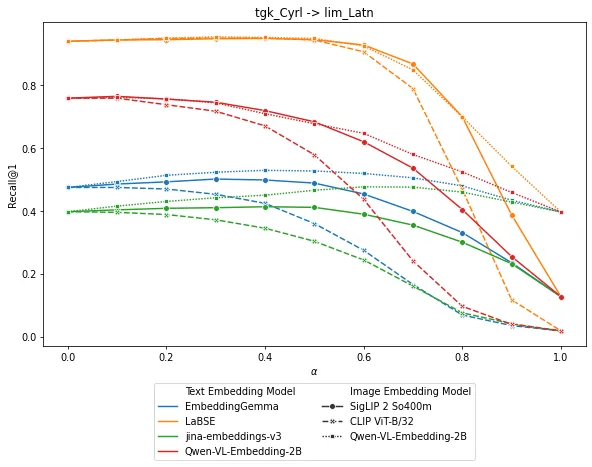 tgk_Cyrl -> lim_Latn
Recall@1
0.8
0.6
0.4
0.2
0.0
0.0 0.2 0.4 0.6 0.8 1.0
α
Text Embedding Model Image Embedding Model
EmbeddingGemma SigLIP 2 So400m
LaBSE CLIP ViT-B/32
jina-embeddings-v3 Qwen-VL-Embedding-2B
Qwen-VL-Embedding-2B